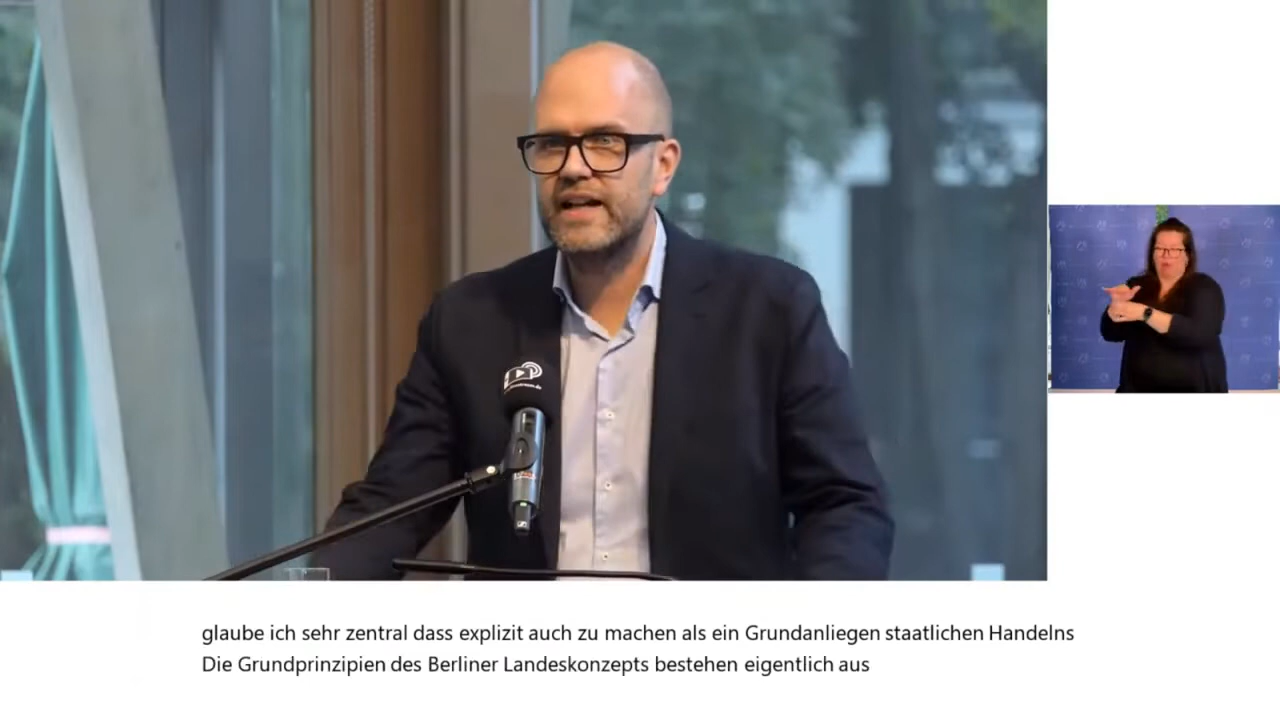 glaube ich sehr zentral dass explizit auch zu machen als ein Grundanliegen staatlichen Handelns
Die Grundprinzipien des Berliner Landeskonzepts bestehen eigentlich aus